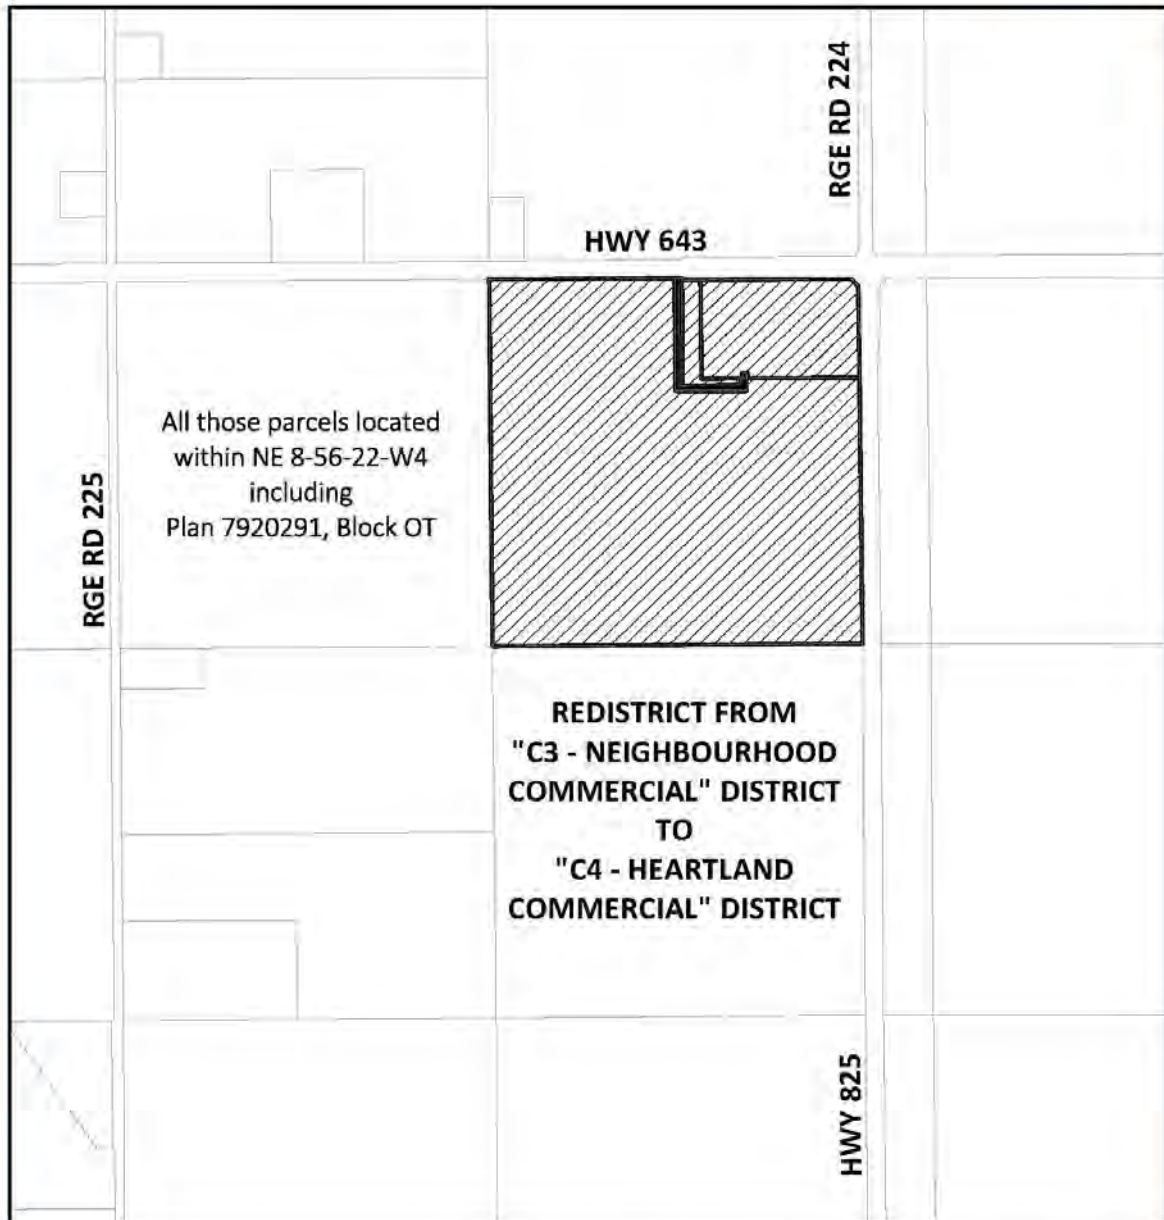 RGE RD 224
HWY 643
All those parcels located
within NE 8-56-22-W4
including
Plan 7920291, Block OT
RGE RD 225
REDISTRICT FROM
"C3 - NEIGHBOURHOOD
COMMERCIAL" DISTRICT
TO
"C4 - HEARTLAND
COMMERCIAL" DISTRICT
HWY 825